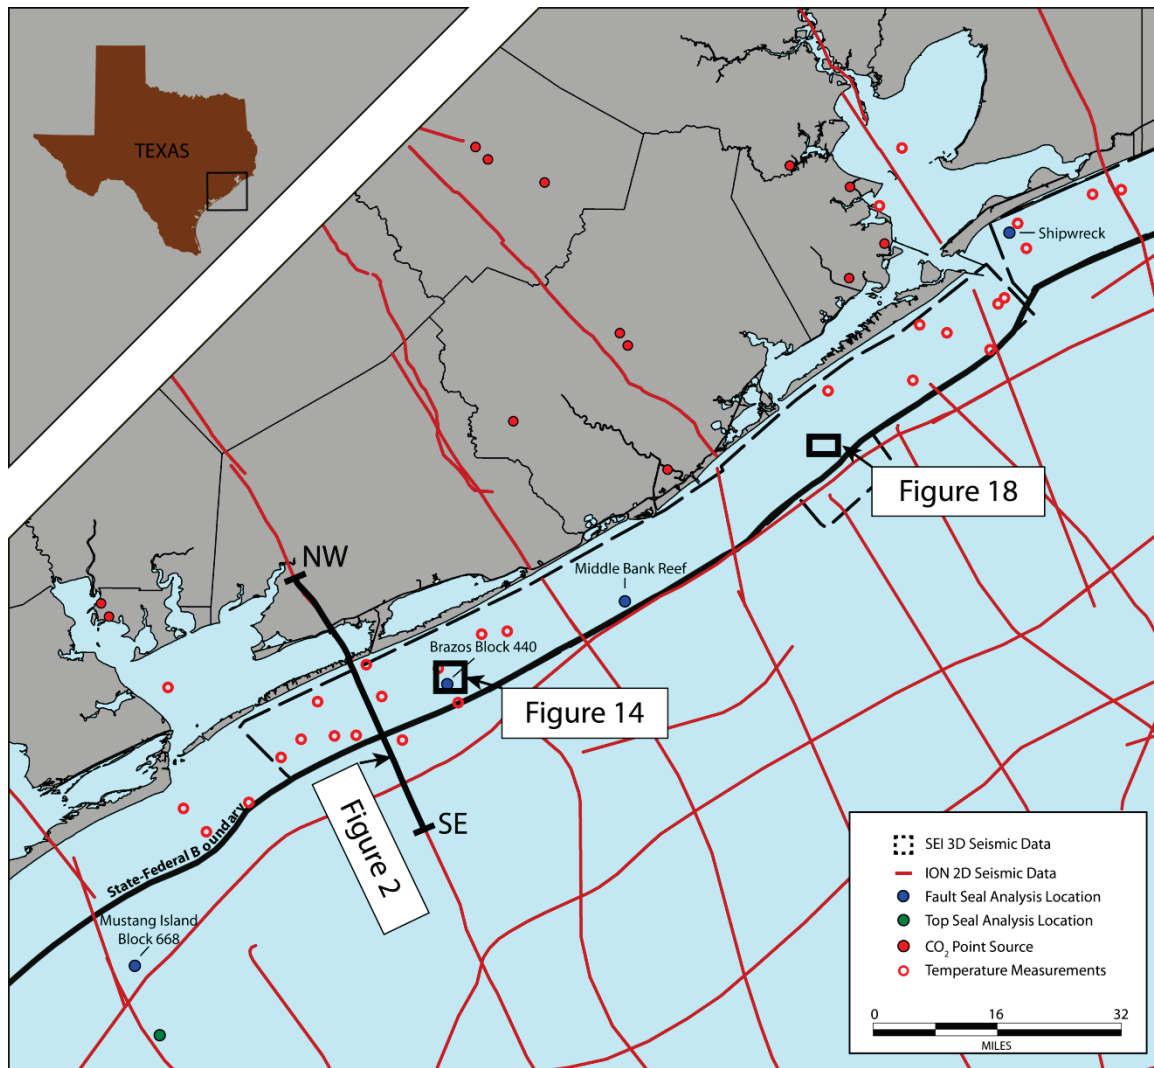 TEXAS
Shipwreck
Figure 18
NW
Middle Bank Reef
Brazos Block 440
Figure 14
Figure 2
SE
State-Federal Boundary
Mustang Island
Block 668
SEI 3D Seismic Data
ION 2D Seismic Data
Fault Seal Analysis Location
Top Seal Analysis Location
CO₂ Point Source
Temperature Measurements
0 16 32
MILES